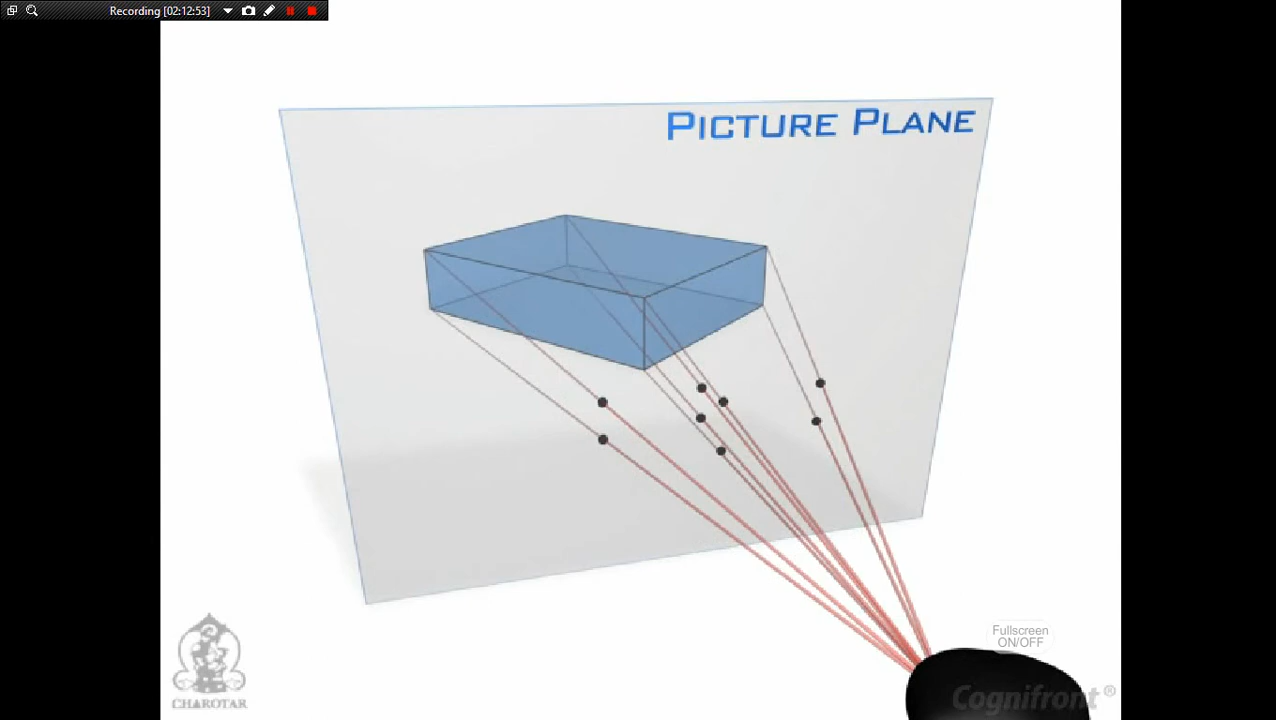 Recording [02:12:53]
PICTURE PLANE
Fullscreen
ON/OFF
CHAROTAR
Cognifront®